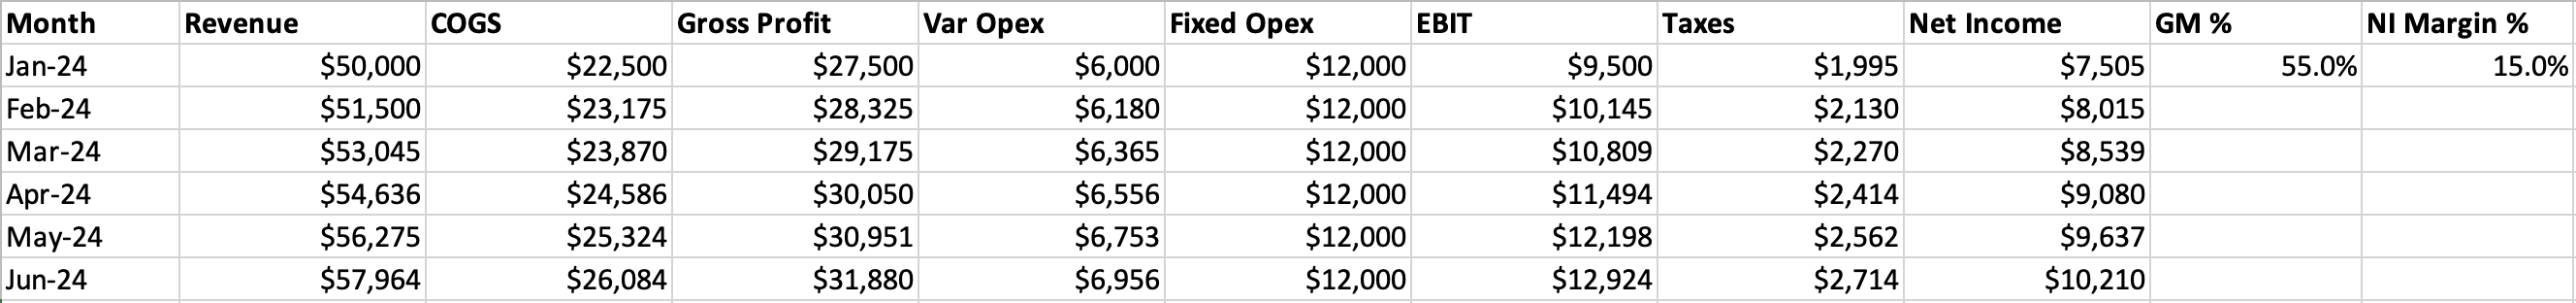 Month Revenue COGS Gross Profit Var Opex Fixed Opex EBIT Taxes Net Income GM % NI Margin %
Jan-24 $50,000 $22,500 $27,500 $6,000 $12,000 $9,500 $1,995 $7,505 55.0% 15.0%
Feb-24 $51,500 $23,175 $28,325 $6,180 $12,000 $10,145 $2,130 $8,015
Mar-24 $53,045 $23,870 $29,175 $6,365 $12,000 $10,809 $2,270 $8,539
Apr-24 $54,636 $24,586 $30,050 $6,556 $12,000 $11,494 $2,414 $9,080
May-24 $56,275 $25,324 $30,951 $6,753 $12,000 $12,198 $2,562 $9,637
Jun-24 $57,964 $26,084 $31,880 $6,956 $12,000 $12,924 $2,714 $10,210